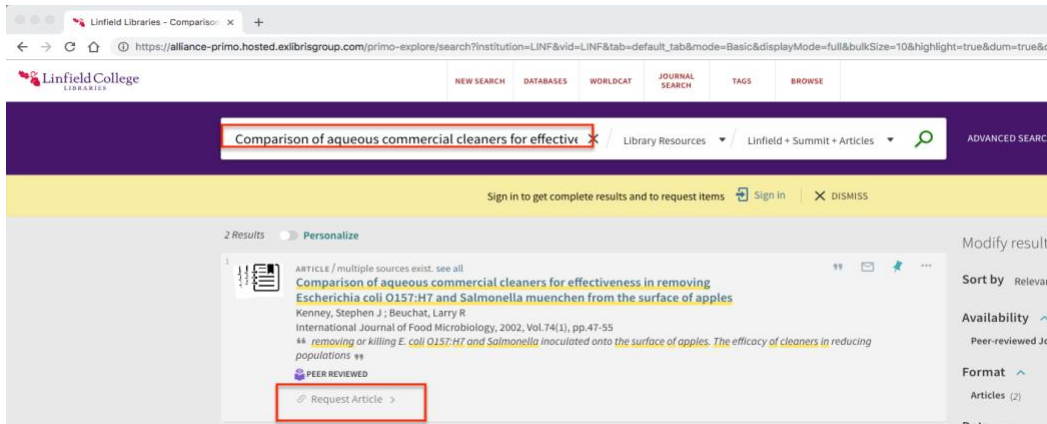 Linfield Libraries - Comparison
https://alliance-primo.hosted.exlibrisgroup.com/primo-explore/search?institution=LINF&vid=LINF&tab=default_tab&mode=Basic&displayMode=full&bulkSize=10&highlight=true&dum=true&
Linfield College
LIBRARIES
NEW SEARCH DATABASES WORLDCAT JOURNAL SEARCH TAGS BROWSE
Comparison of aqueous commercial cleaners for effective Library Resources Linfield + Summit + Articles ADVANCED SEARC
Sign in to get complete results and to request items Sign in DISMISS
2 Results Personalize
Modify result
1
ARTICLE / multiple sources exist. see all
Comparison of aqueous commercial cleaners for effectiveness in removing
Escherichia coli O157:H7 and Salmonella muenchen from the surface of apples
Kenney, Stephen J ; Beuchat, Larry R
International Journal of Food Microbiology, 2002, Vol.74(1), pp.47-55
removing or killing E. coli O157:H7 and Salmonella inoculated onto the surface of apples. The efficacy of cleaners in reducing
populations
PEER REVIEWED
Request Article
Sort by Relevan
Availability
Peer-reviewed Jo
Format
Articles (2)